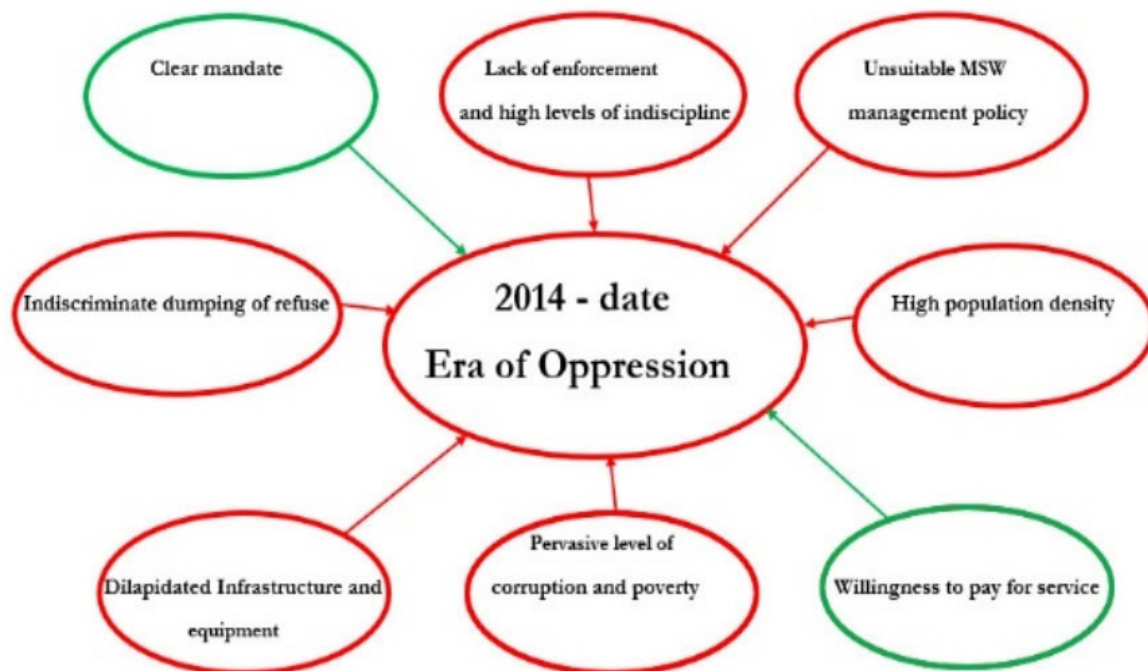 Clear mandate
Lack of enforcement
and high levels of indiscipline
Unsuitable MSW
management policy
Indiscriminate dumping of refuse
2014 - date
Era of Oppression
High population density
Dilapidated Infrastructure and
equipment
Pervasive level of
corruption and poverty
Willingness to pay for service